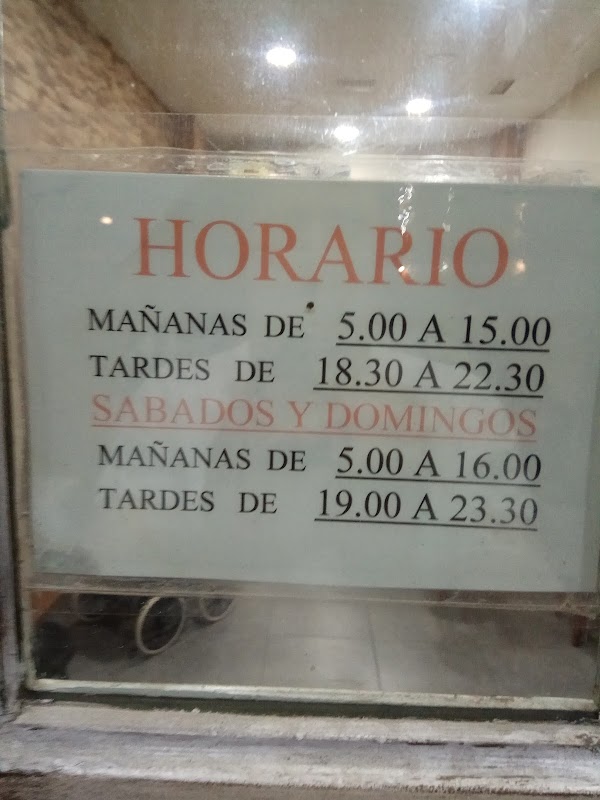 HORARIO
MAÑANAS DE 5.00 A 15.00
TARDES DE 18.30 A 22.30
SABADOS Y DOMINGOS
MAÑANAS DE 5.00 A 16.00
TARDES DE 19.00 A 23.30